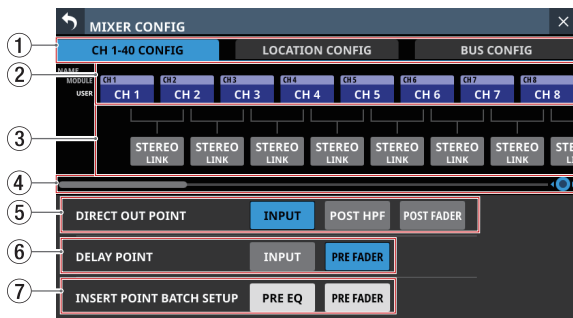 MIXER CONFIG
1 CH 1-40 CONFIG LOCATION CONFIG BUS CONFIG
2 NAME
MODULE CH 1 CH 2 CH 3 CH 4 CH 5 CH 6 CH 7 CH 8
USER CH 1 CH 2 CH 3 CH 4 CH 5 CH 6 CH 7 CH 8
3 STEREO STEREO STEREO STEREO STEREO STEREO STEREO STE
LINK LINK LINK LINK LINK LINK LINK
4
5 DIRECT OUT POINT INPUT POST HPF POST FADER
6 DELAY POINT INPUT PRE FADER
7 INSERT POINT BATCH SETUP PRE EQ PRE FADER